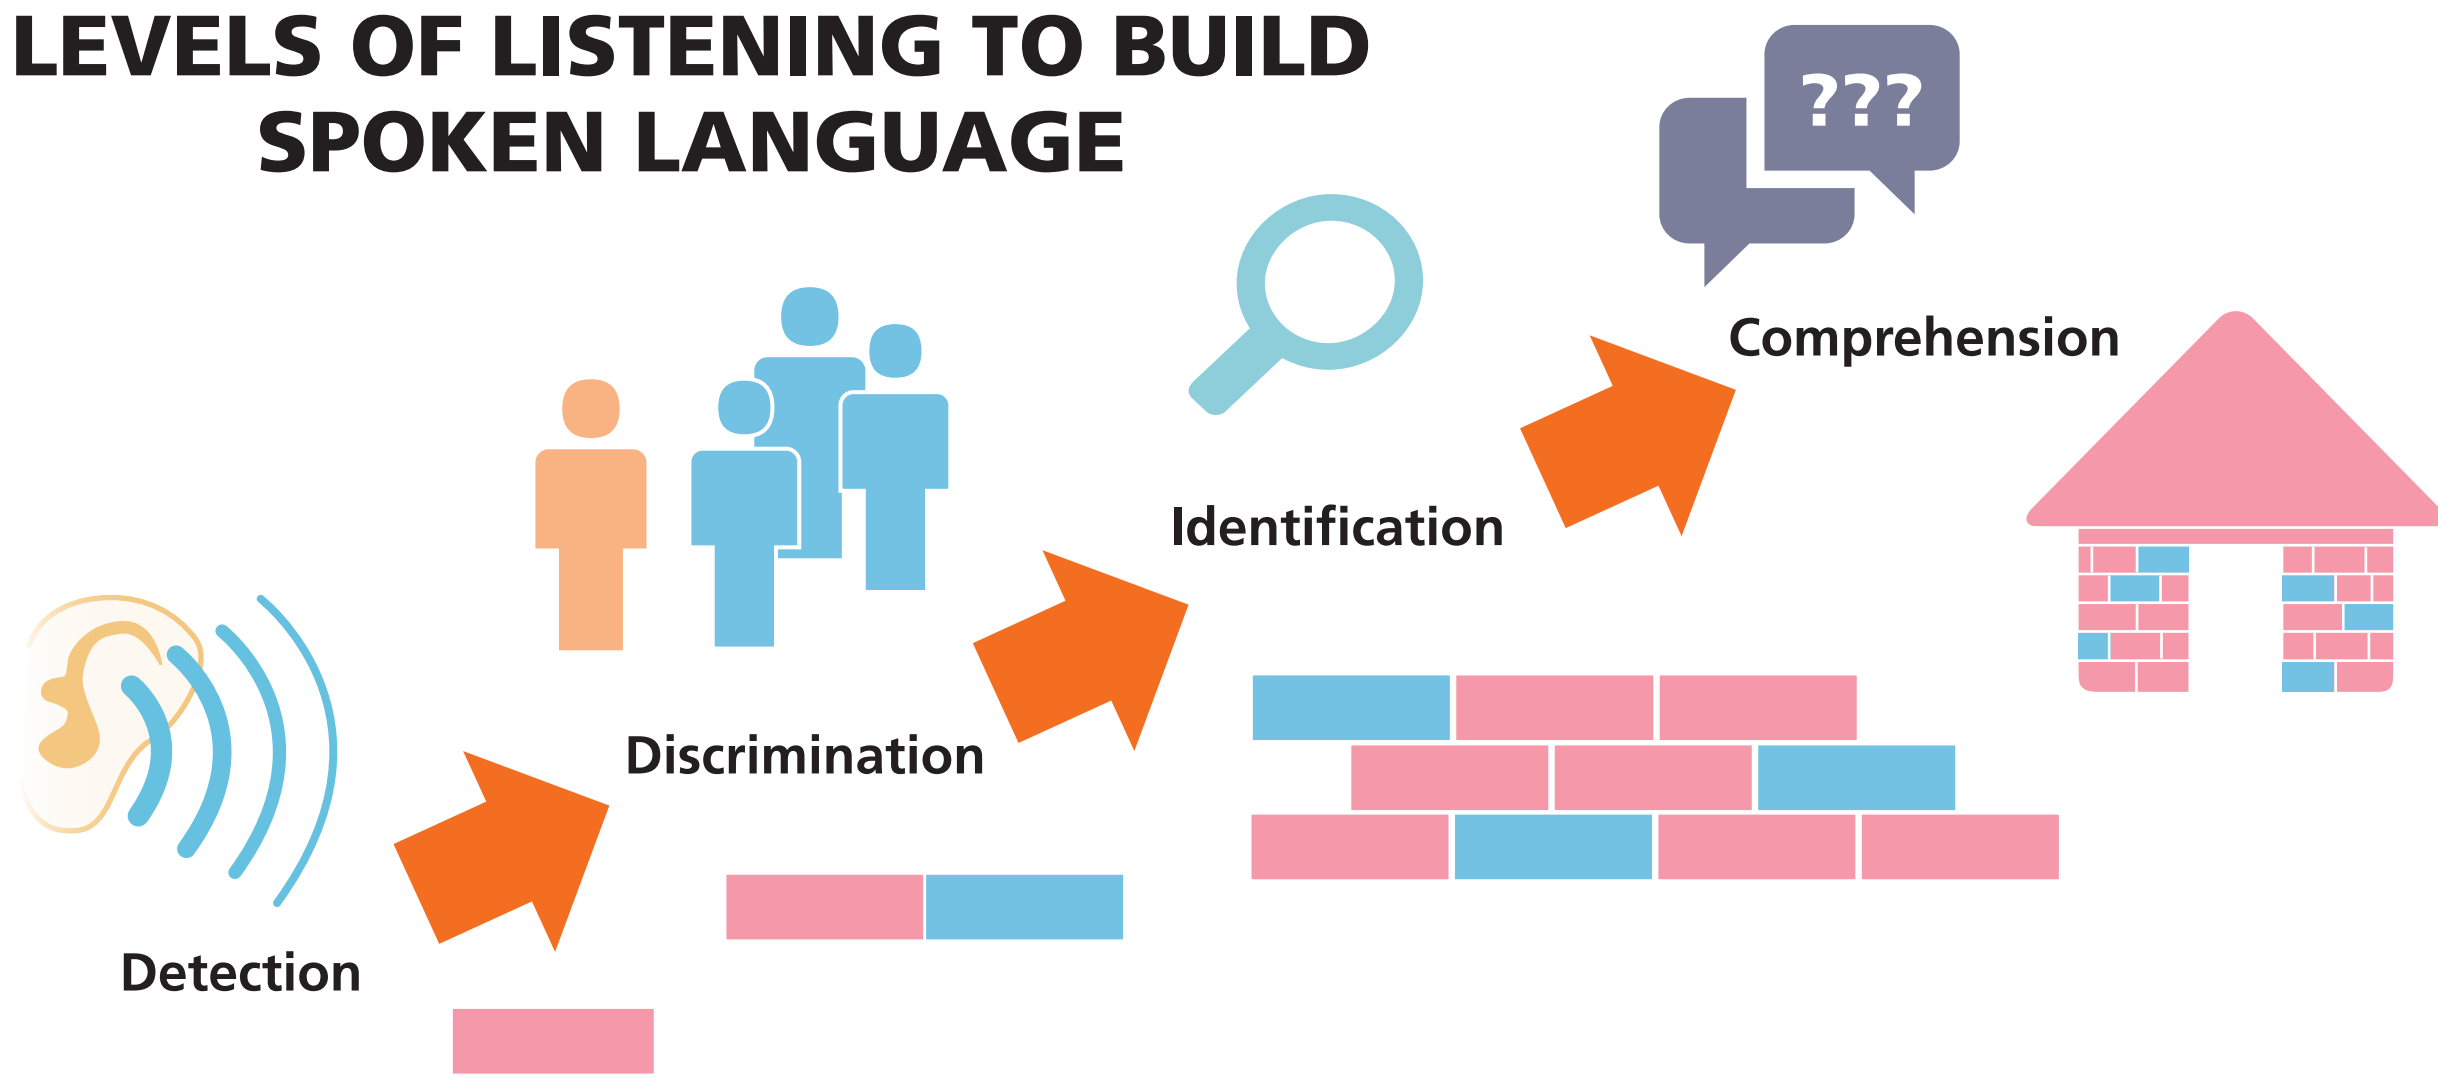 LEVELS OF LISTENING TO BUILD
SPOKEN LANGUAGE
???
Comprehension
Identification
Discrimination
Detection